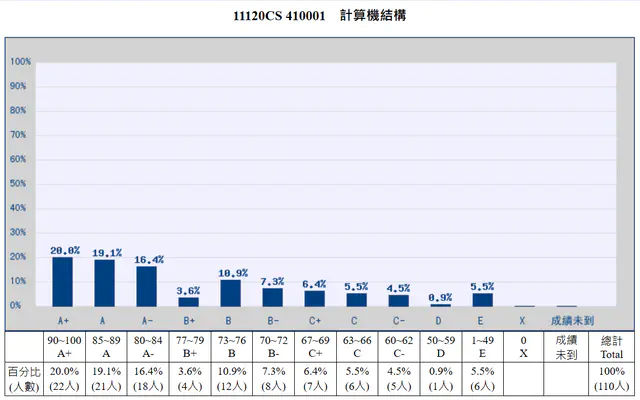 11120CS 410001 計算機結構
100%
90%
80%
70%
60%
50%
40%
30%
20%
10%
0%
20.0% 19.1% 16.4% 3.6% 10.9% 7.3% 6.4% 5.5% 4.5% 0.9% 5.5%
A+ A A- B+ B B- C+ C C- D E X 成績未到
90~100 85~89 80~84 77~79 73~76 70~72 67~69 63~66 60~62 50~59 1~49 0 成績 總計
A+ A A- B+ B B- C+ C C- D E X 未到 Total
百分比 20.0% 19.1% 16.4% 3.6% 10.9% 7.3% 6.4% 5.5% 4.5% 0.9% 5.5% 100%
(人數) (22人) (21人) (18人) (4人) (12人) (8人) (7人) (6人) (5人) (1人) (6人) (110人)